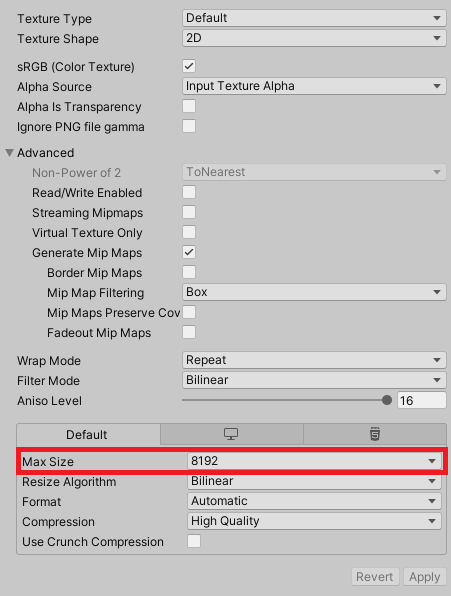 Texture Type Default
Texture Shape 2D
sRGB (Color Texture)
Alpha Source Input Texture Alpha
Alpha Is Transparency
Ignore PNG file gamma
Advanced
Non-Power of 2 ToNearest
Read/Write Enabled
Streaming Mipmaps
Virtual Texture Only
Generate Mip Maps
Border Mip Maps
Mip Map Filtering Box
Mip Maps Preserve Cov
Fadeout Mip Maps
Wrap Mode Repeat
Filter Mode Bilinear
Aniso Level 16
Default
Max Size 8192
Resize Algorithm Bilinear
Format Automatic
Compression High Quality
Use Crunch Compression
Revert Apply